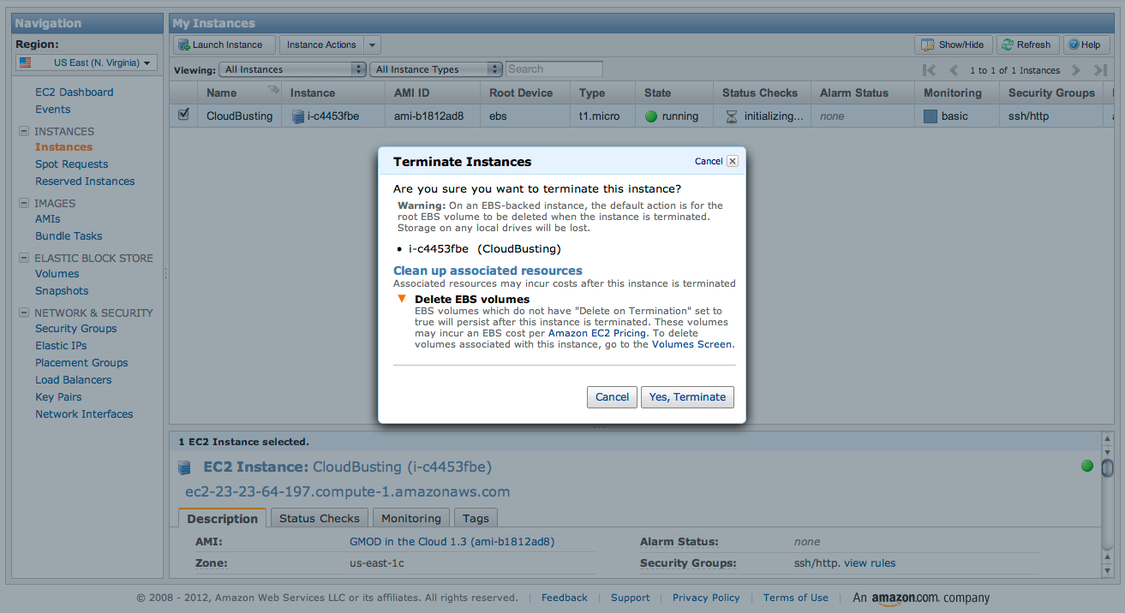 Navigation
Region:
US East (N. Virginia)
EC2 Dashboard
Events
INSTANCES
Instances
Spot Requests
Reserved Instances
IMAGES
AMIs
Bundle Tasks
ELASTIC BLOCK STORE
Volumes
Snapshots
NETWORK & SECURITY
Security Groups
Elastic IPs
Placement Groups
Load Balancers
Key Pairs
Network Interfaces
My Instances
Launch Instance Instance Actions Show/Hide Refresh Help
Viewing: All Instances All Instance Types Search 1 to 1 of 1 Instances
Name Instance AMI ID Root Device Type State Status Checks Alarm Status Monitoring Security Groups
CloudBusting i-c4453fbe ami-b1812ad8 ebs t1.micro running initializing... none basic ssh/http
Terminate Instances Cancel
Are you sure you want to terminate this instance?
Warning: On an EBS-backed instance, the default action is for the
root EBS volume to be deleted when the instance is terminated.
Storage on any local drives will be lost.
• i-c4453fbe (CloudBusting)
Clean up associated resources
Associated resources may incur costs after this instance is terminated
Delete EBS volumes
EBS volumes which do not have "Delete on Termination" set to
true will persist after this instance is terminated. These volumes
may incur an EBS cost per Amazon EC2 Pricing. To delete
volumes associated with this instance, go to the Volumes Screen.
Cancel Yes, Terminate
1 EC2 Instance selected.
EC2 Instance: CloudBusting (i-c4453fbe)
ec2-23-23-64-197.compute-1.amazonaws.com
Description Status Checks Monitoring Tags
AMI: GMOD in the Cloud 1.3 (ami-b1812ad8) Alarm Status: none
Zone: us-east-1c Security Groups: ssh/http. view rules
© 2008 - 2012, Amazon Web Services LLC or its affiliates. All rights reserved. | Feedback | Support | Privacy Policy | Terms of Use | An amazon.com. company